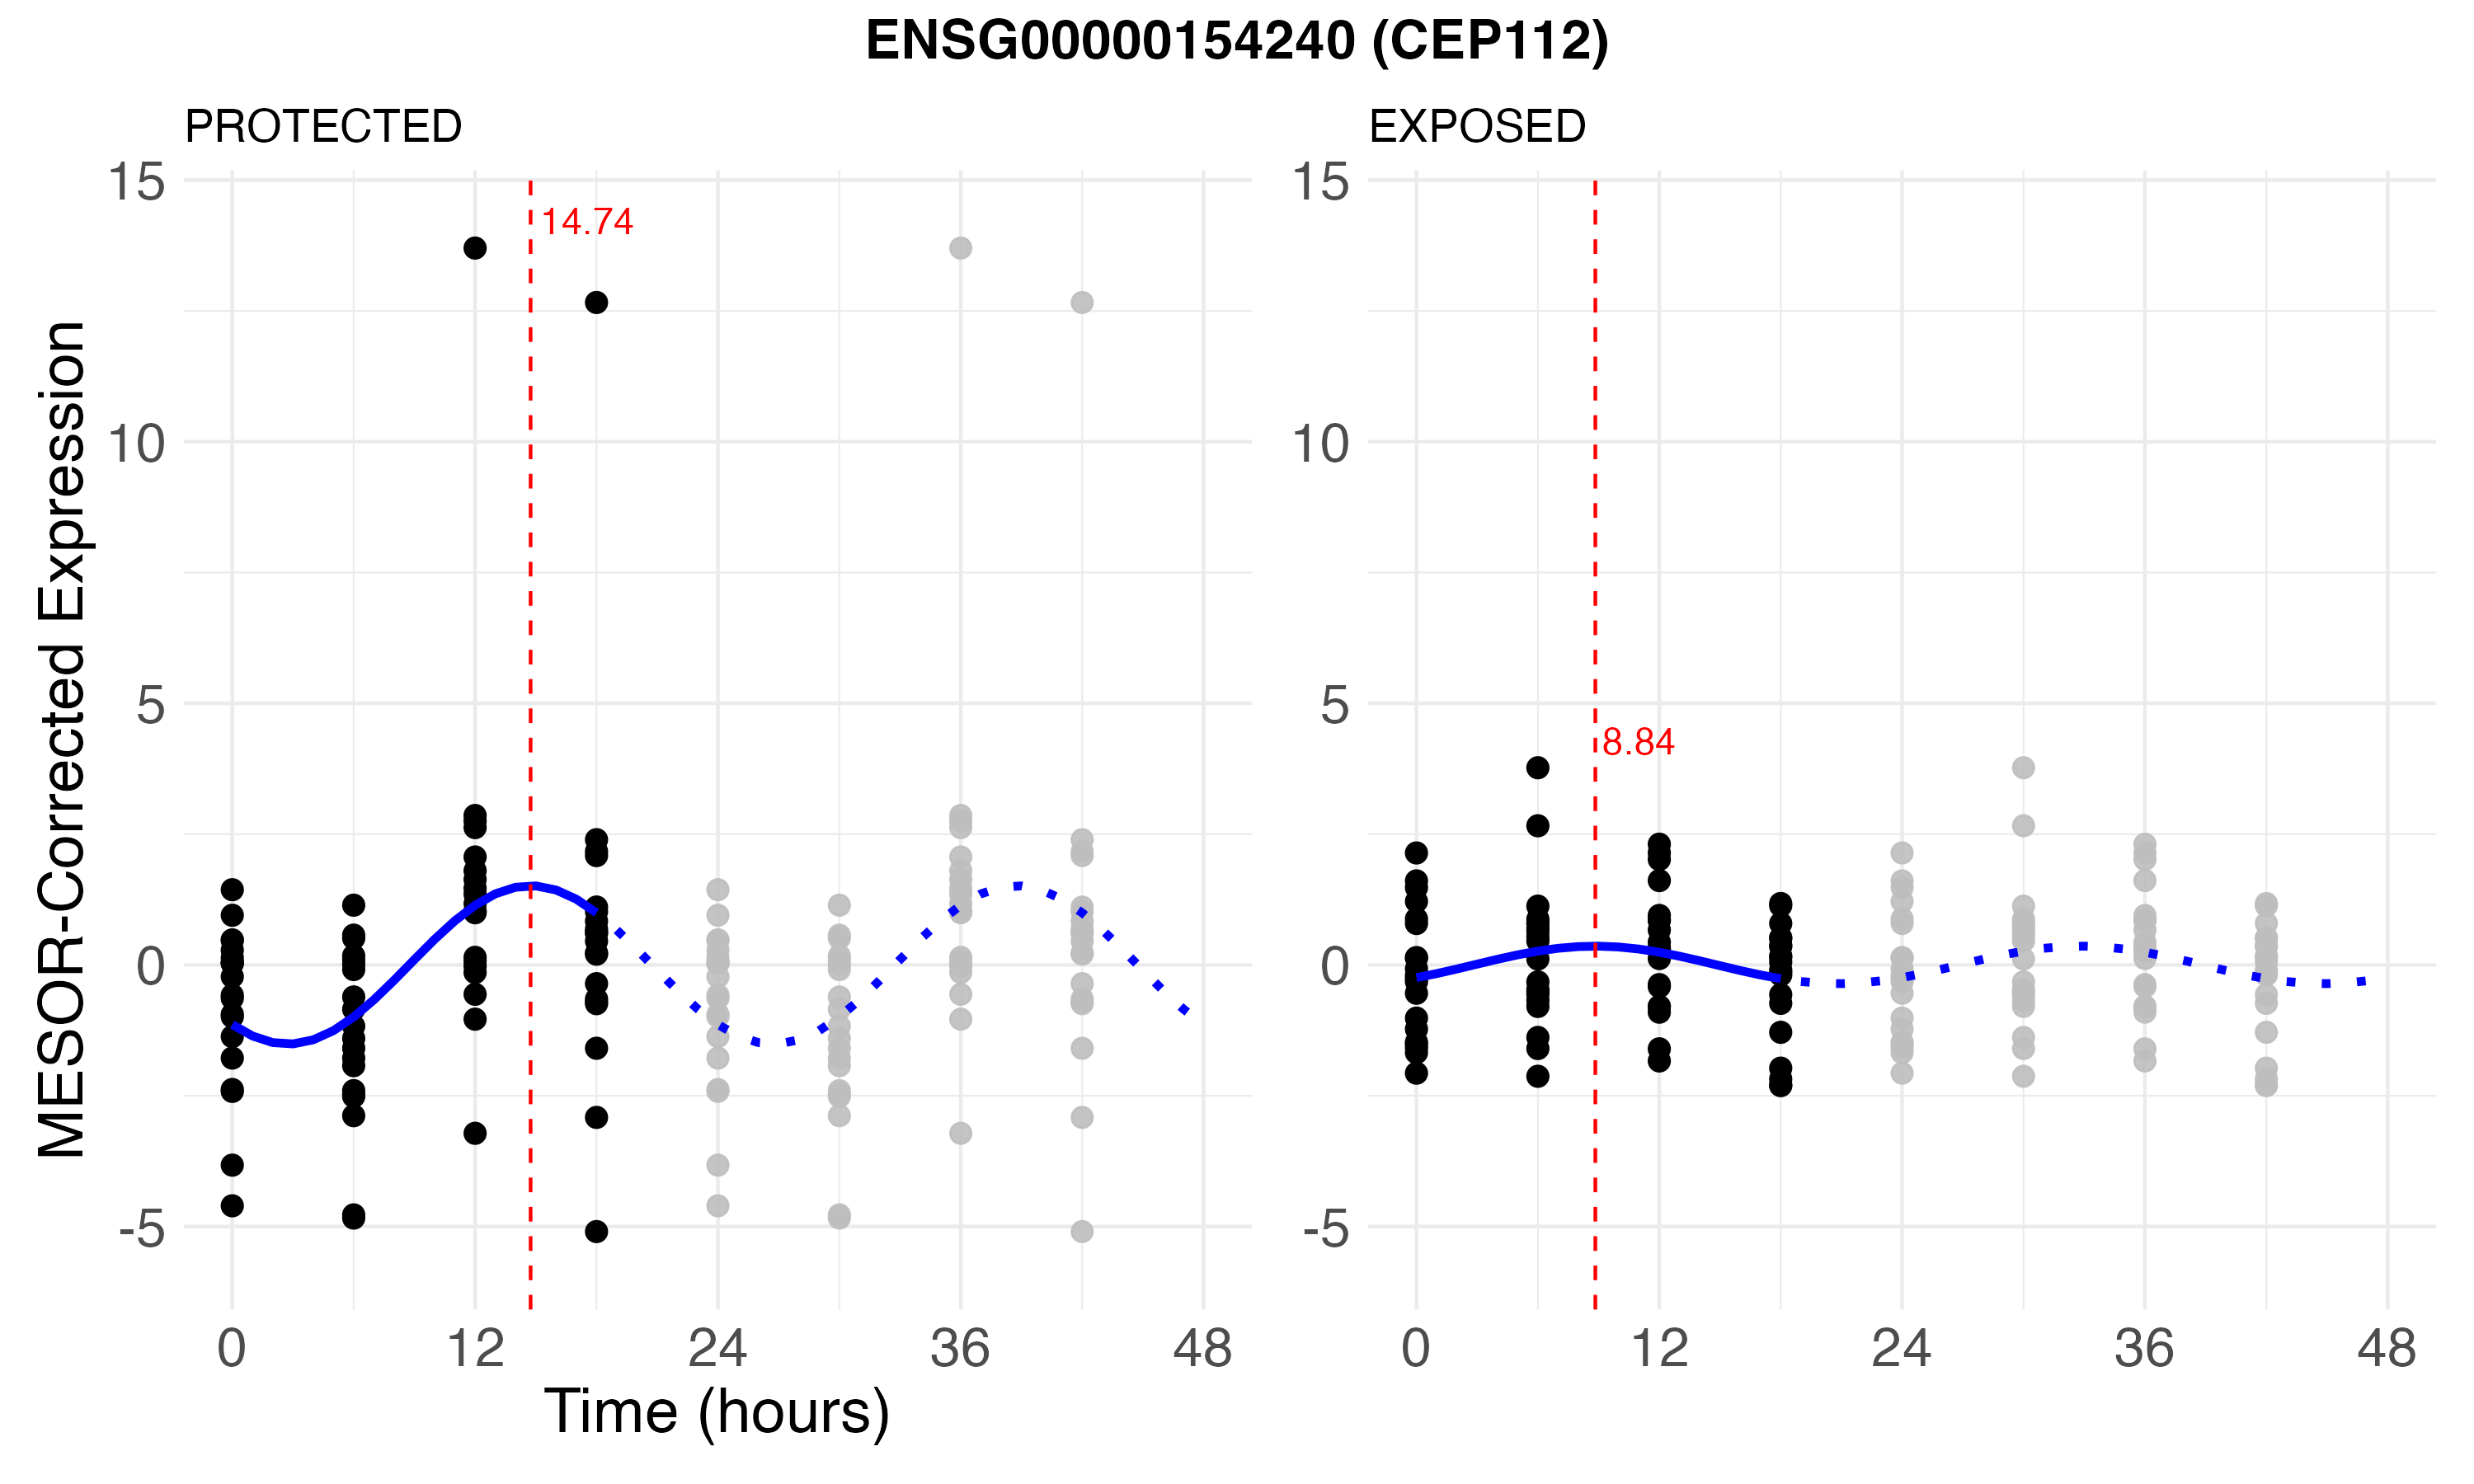 ENSG00000154240 (CEP112)
PROTECTED
EXPOSED
MESOR-Corrected Expression
15
10
5
0
-5
14.74
0 12 24 36 48
15
10
5
0
-5
8.84
0 12 24 36 48
Time (hours)